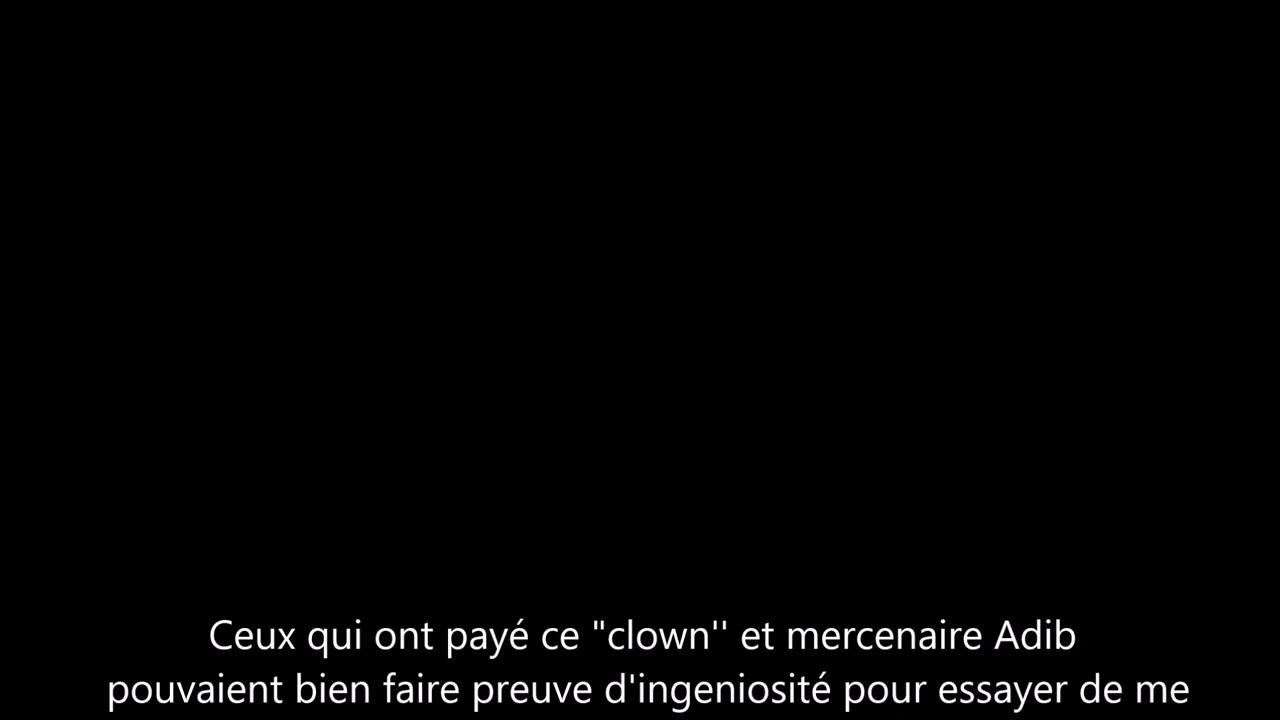 Ceux qui ont payé ce "clown'' et mercenaire Adib
pouvaient bien faire preuve d'ingeniosité pour essayer de me